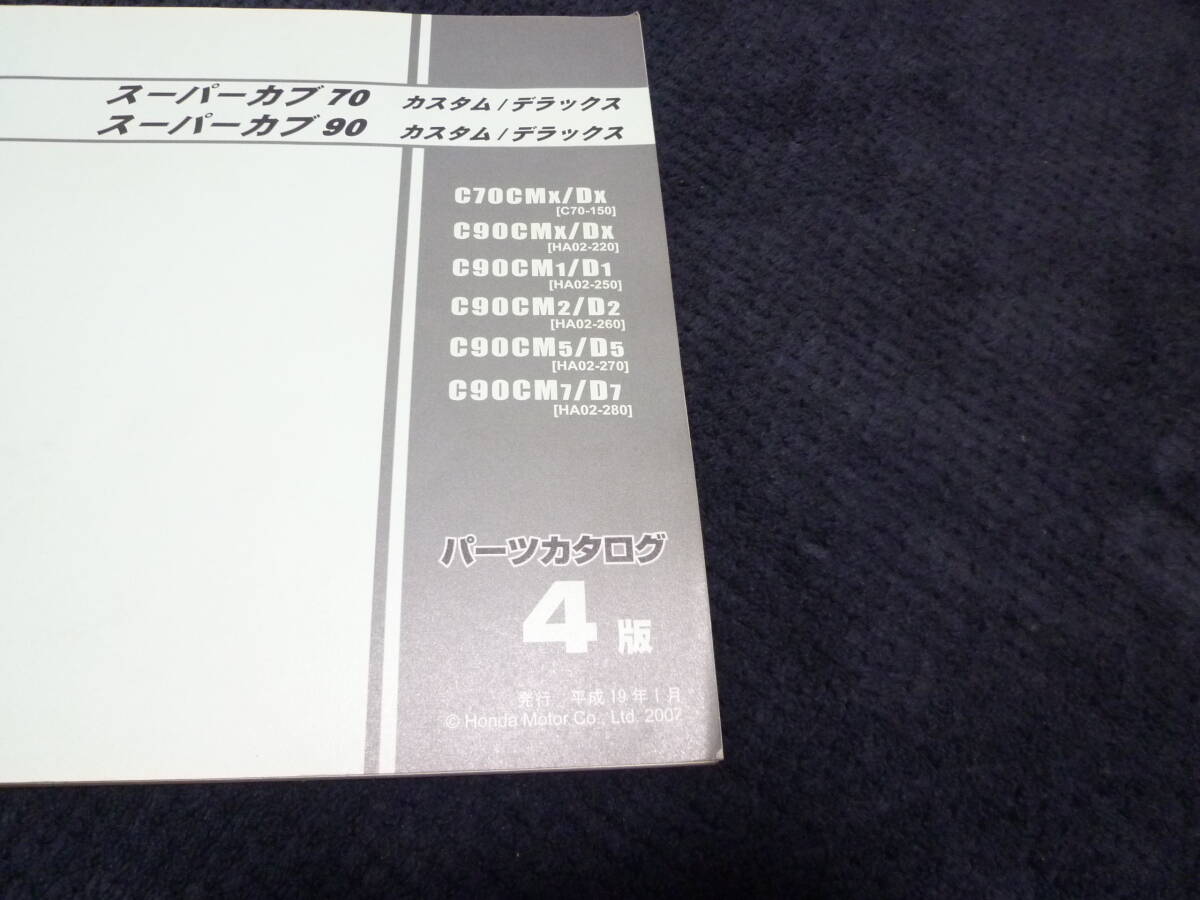 スーパーカブ70 カスタム/デラックス
スーパーカブ90 カスタム/デラックス
C70CMX/DX
[C70-150]
C90CMX/DX
[HA02-220]
C90CM1/D1
[HA02-250]
C90CM2/D2
[HA02-260]
C90CM5/D5
[HA02-270]
C90CM7/D7
[HA02-280]
パーツカタログ
4版
発行 平成19年1月
© Honda Motor Co., Ltd. 2007